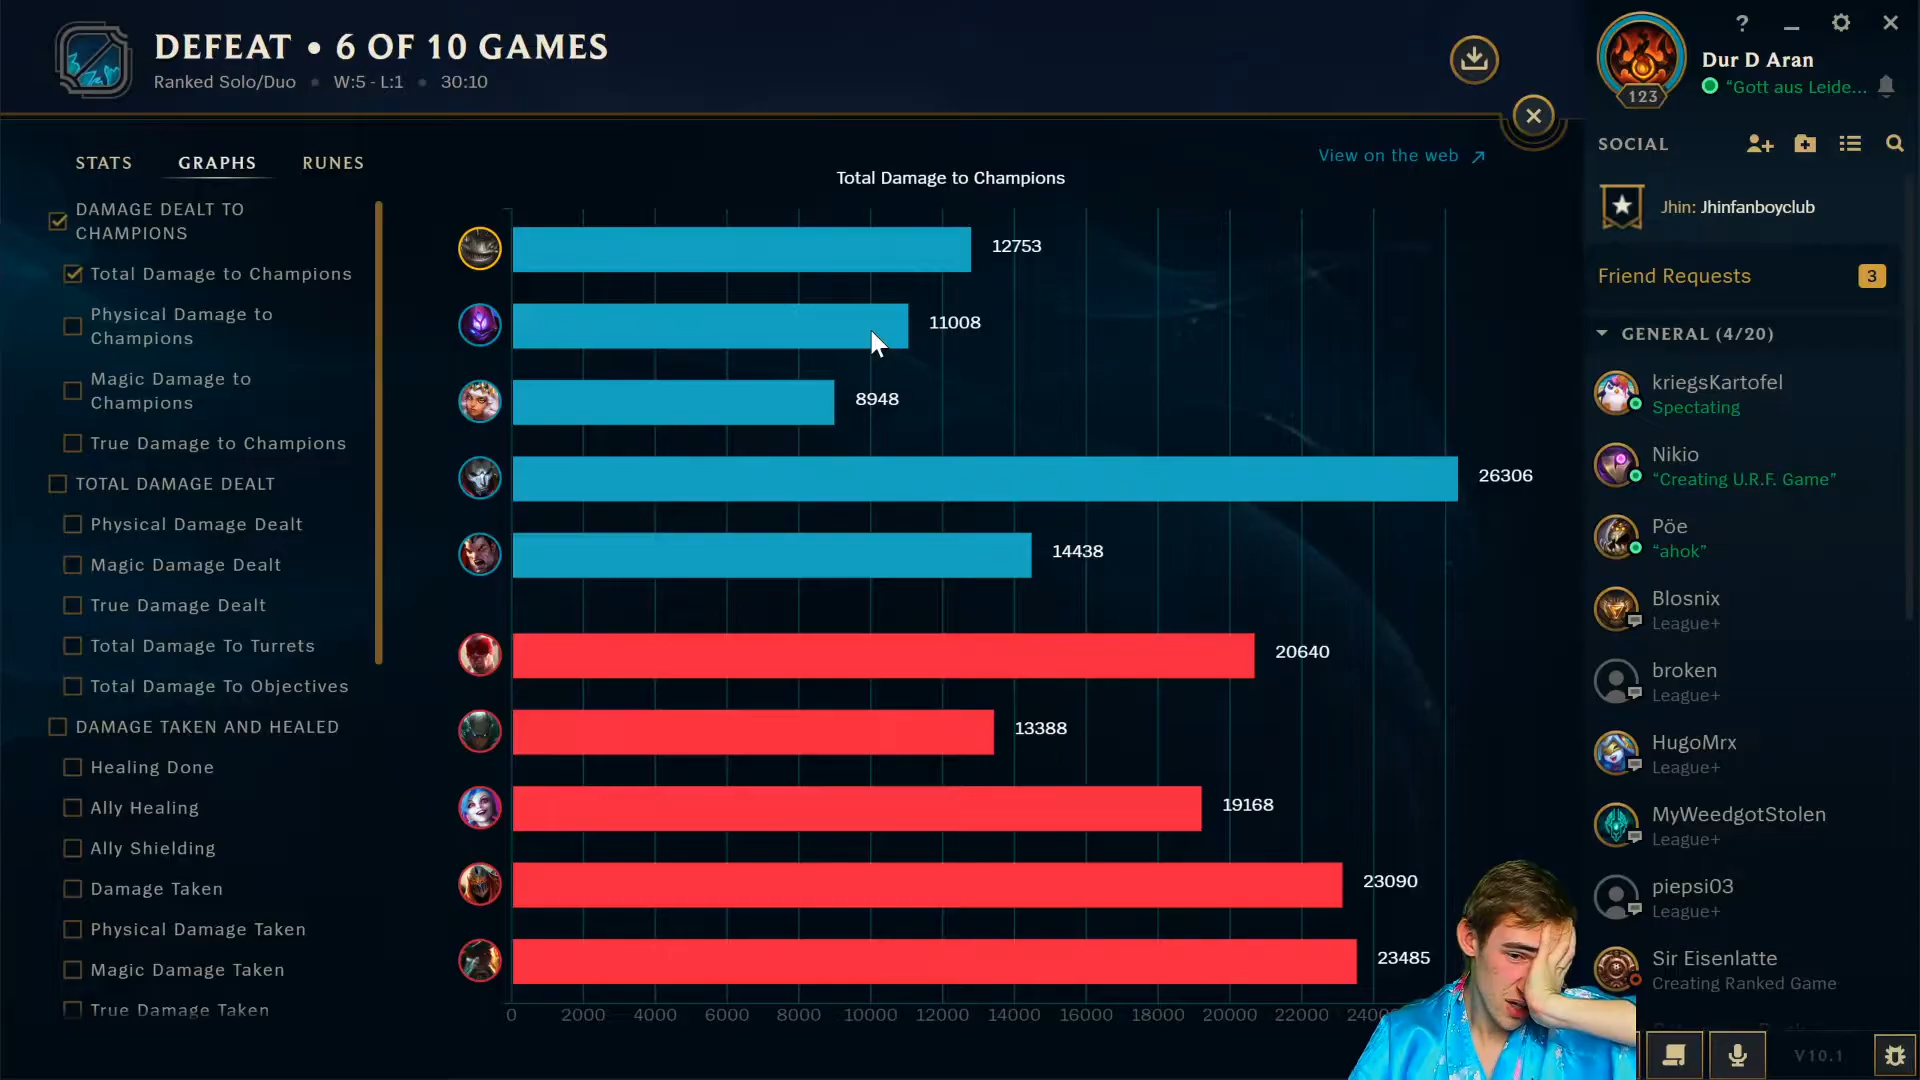 DEFEAT • 6 OF 10 GAMES
Ranked Solo/Duo • W:5 - L:1 • 30:10
STATS GRAPHS RUNES
View on the web
Total Damage to Champions
DAMAGE DEALT TO
CHAMPIONS
Total Damage to Champions
Physical Damage to
Champions
Magic Damage to
Champions
True Damage to Champions
TOTAL DAMAGE DEALT
Physical Damage Dealt
Magic Damage Dealt
True Damage Dealt
Total Damage To Turrets
Total Damage To Objectives
DAMAGE TAKEN AND HEALED
Healing Done
Ally Healing
Ally Shielding
Damage Taken
Physical Damage Taken
Magic Damage Taken
True Damage Taken
12753
11008
8948
26306
14438
20640
13388
19168
23090
23485
0 2000 4000 6000 8000 10000 12000 14000 16000 18000 20000 22000
?
123
Dur D Aran
“Gott aus Leide...
SOCIAL
Jhin: Jhinfanboyclub
Friend Requests 3
GENERAL (4/20)
kriegsKartofel
Spectating
Nikio
“Creating U.R.F. Game”
Pöe
“ahok”
Blosnix
League+
broken
League+
HugoMrx
League+
MyWeedgotStolen
League+
piepsi03
League+
Sir Eisenlatte
Creating Ranked Game
V10.1